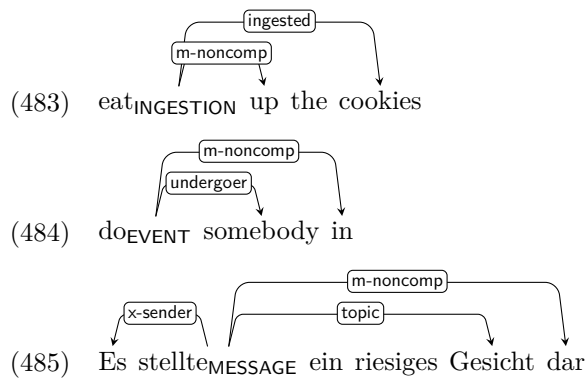 ingested
m-noncomp
(483) eatINGESTION up the cookies
m-noncomp
undergoer
(484) doEVENT somebody in
m-noncomp
x-sender topic
(485) Es stellteMESSAGE ein riesiges Gesicht dar